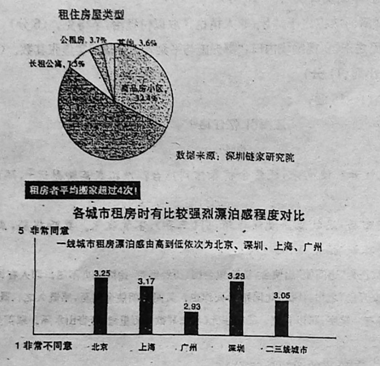 租住房屋类型
公租房, 3.7%
其他, 3.6%
长租公寓, 7.3%
商品房小区,
数据来源：深圳链家研究院
租房者平均搬家超过4次!
各城市租房时有比较强烈漂泊感程度对比
5 非常同意
一线城市租房漂泊感由高到低依次为北京、深圳、上海、广州
3.25
3.17
2.93
3.23
3.05
1 非常不同意
北京
上海
广州
深圳
二三线城市